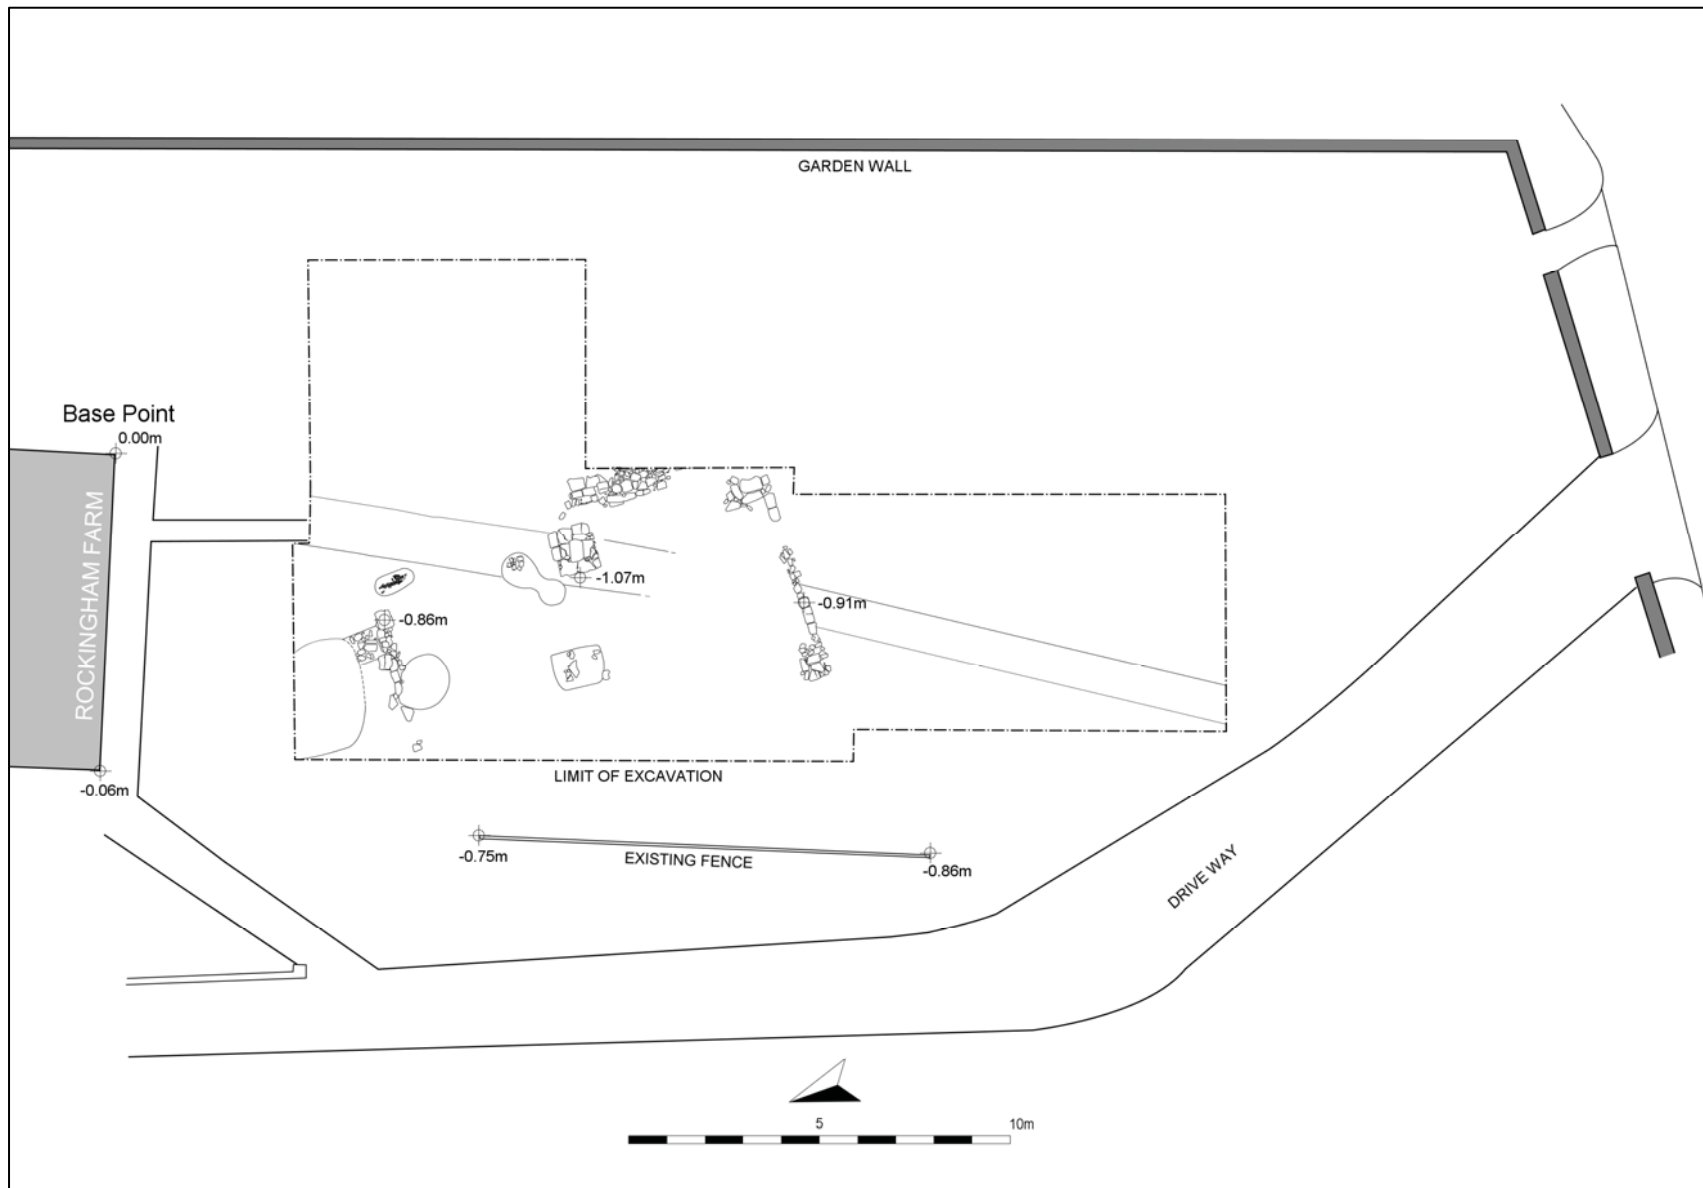 GARDEN WALL
Base Point
0.00m
ROCKINGHAM FARM
-1.07m
-0.91m
-0.86m
LIMIT OF EXCAVATION
-0.06m
-0.75m
EXISTING FENCE
-0.86m
DRIVE WAY
5
10m